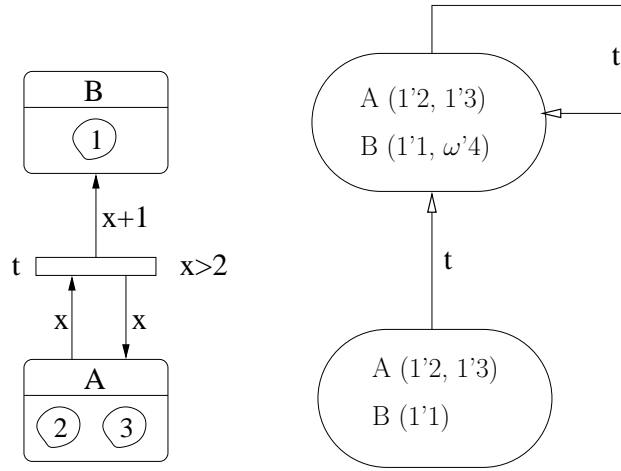 B
1
x+1
t
x>2
x
x
A
2
3
A (1'2, 1'3)
B (1'1, ω'4)
t
t
A (1'2, 1'3)
B (1'1)